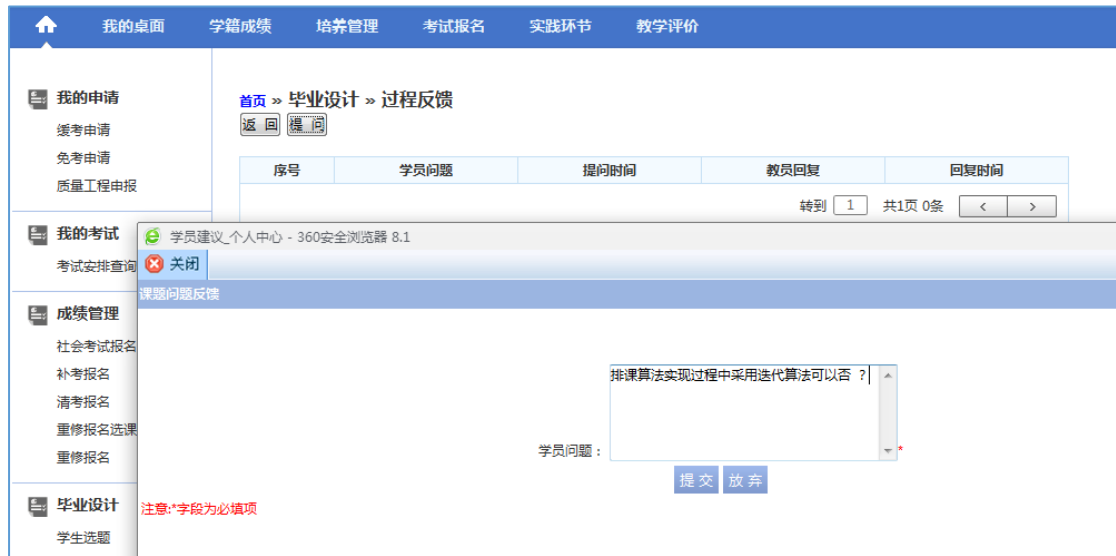 我的桌面 学籍成绩 培养管理 考试报名 实践环节 教学评价
我的申请
缓考申请
免考申请
质量工程申报
我的考试
考试安排查询
成绩管理
社会考试报名
补考报名
清考报名
重修报名选课
重修报名
毕业设计
学生选题
首页 » 毕业设计 » 过程反馈
返 回 提 问
序号 学员问题 提问时间 教员回复 回复时间
转到 1 共1页 0条 < >
学员建议_个人中心 - 360安全浏览器 8.1
关闭
课题问题反馈
排课算法实现过程中采用迭代算法可以否 ?
学员问题： *
提 交 放 弃
注意:*字段为必填项